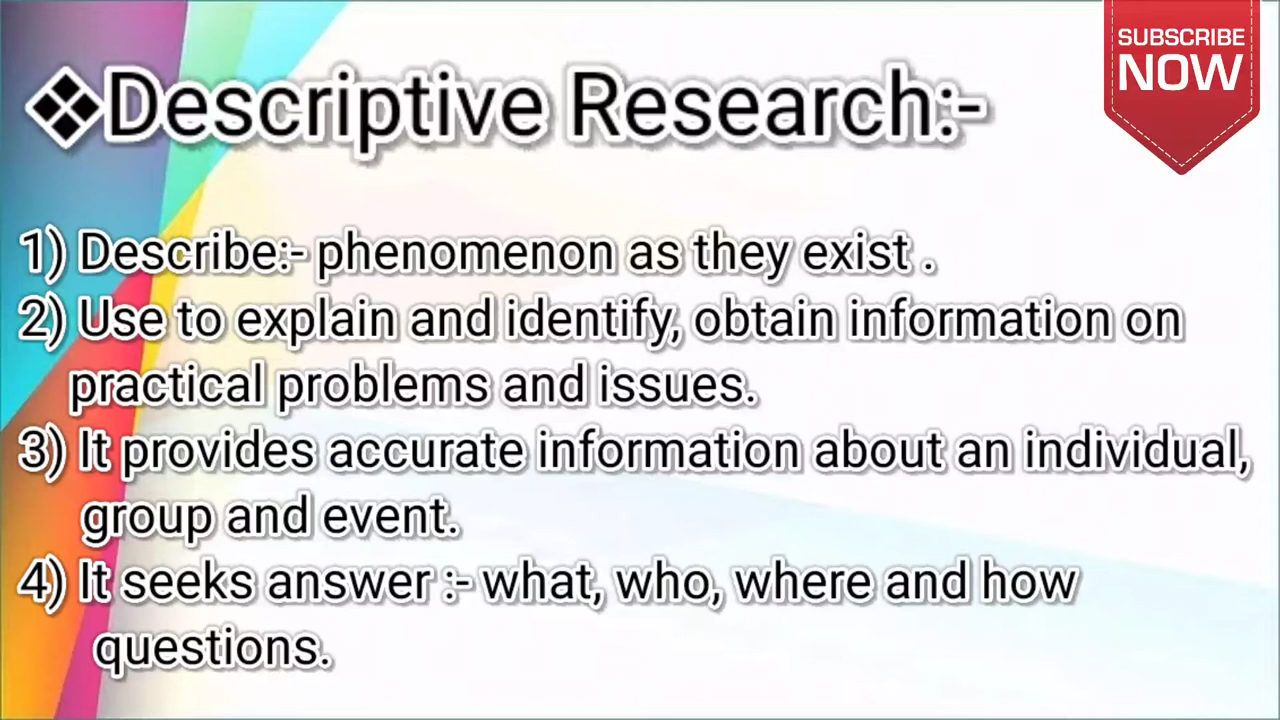 SUBSCRIBE
NOW
❖Descriptive Research:-
1) Describe:- phenomenon as they exist .
2) Use to explain and identify, obtain information on
practical problems and issues.
3) It provides accurate information about an individual,
group and event.
4) It seeks answer :- what, who, where and how
questions.